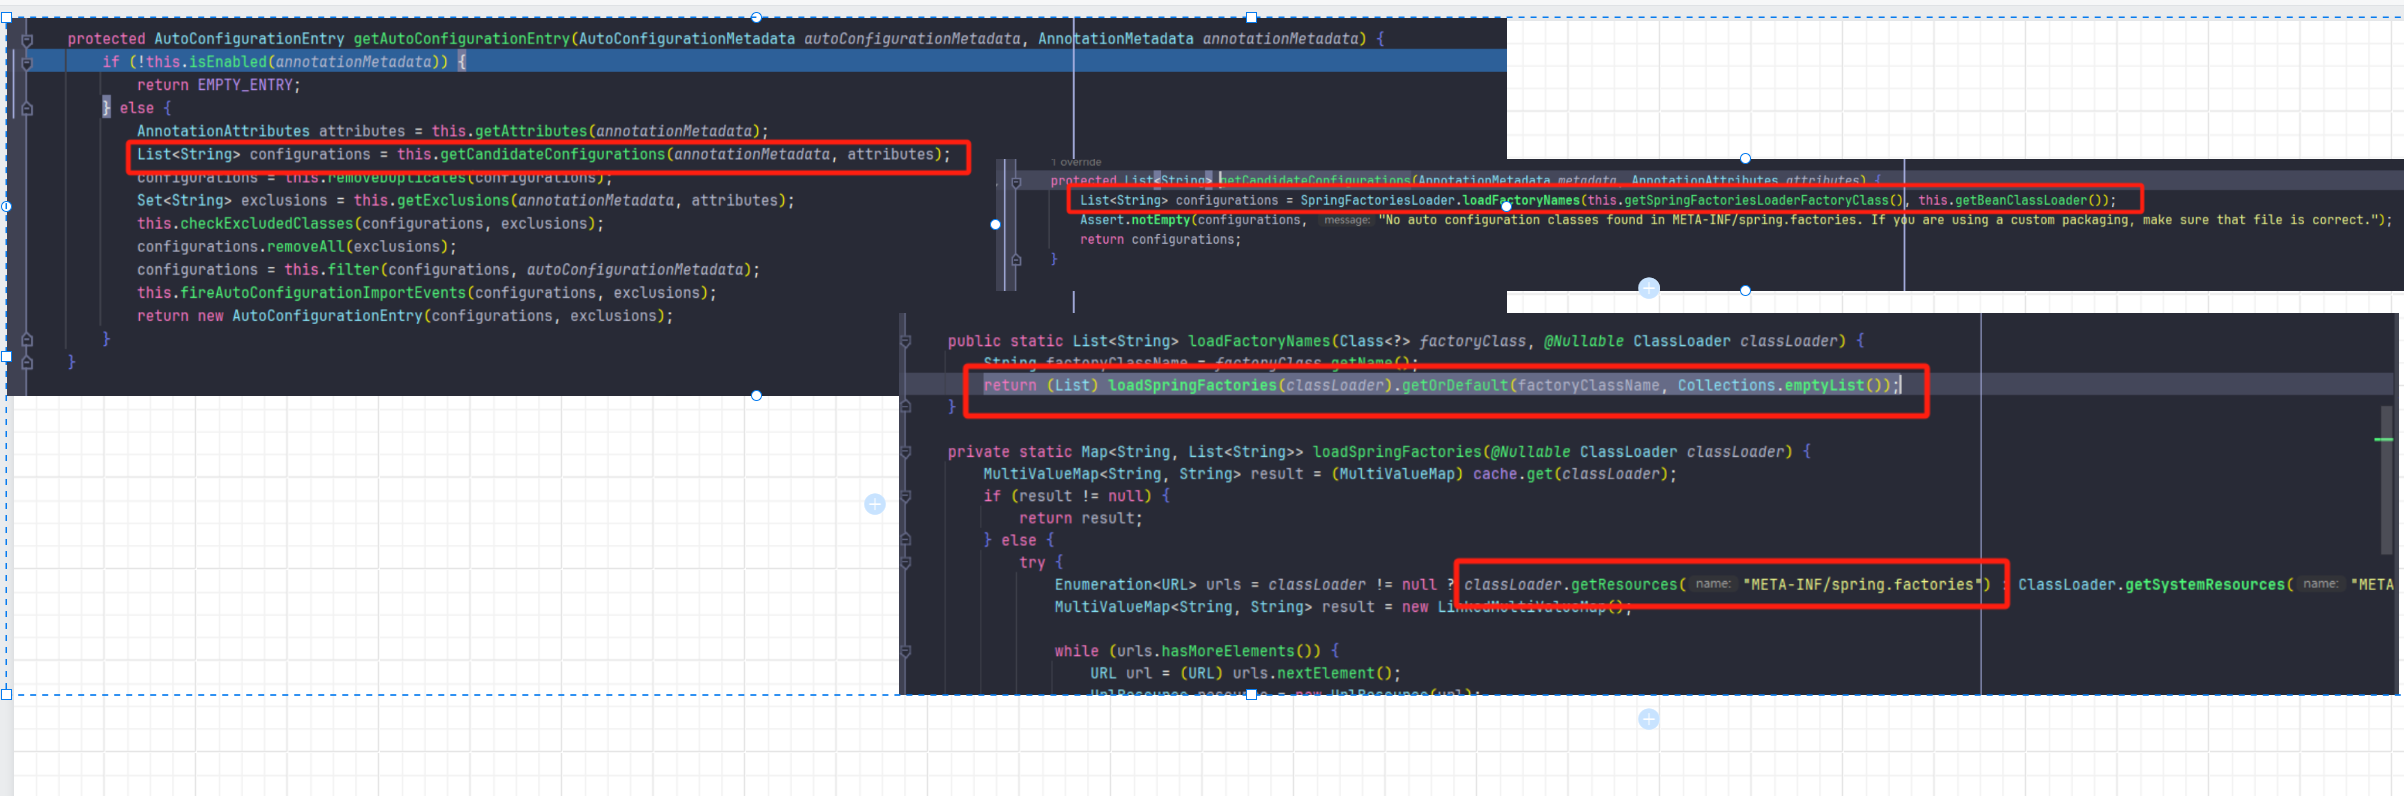 protected AutoConfigurationEntry getAutoConfigurationEntry(AutoConfigurationMetadata autoConfigurationMetadata, AnnotationMetadata annotationMetadata) {
if (!this.isEnabled(annotationMetadata)) {
return EMPTY_ENTRY;
} else {
AnnotationAttributes attributes = this.getAttributes(annotationMetadata);
List<String> configurations = this.getCandidateConfigurations(annotationMetadata, attributes);
configurations = this.removeDuplicates(configurations);
Set<String> exclusions = this.getExclusions(annotationMetadata, attributes);
this.checkExcludedClasses(configurations, exclusions);
configurations.removeAll(exclusions);
configurations = this.filter(configurations, autoConfigurationMetadata);
this.fireAutoConfigurationImportEvents(configurations, exclusions);
return new AutoConfigurationEntry(configurations, exclusions);
}
}
1 override
protected List<String> getCandidateConfigurations(AnnotationMetadata metadata, AnnotationAttributes attributes) {
List<String> configurations = SpringFactoriesLoader.loadFactoryNames(this.getSpringFactoriesLoaderFactoryClass(), this.getBeanClassLoader());
Assert.notEmpty(configurations, message: "No auto configuration classes found in META-INF/spring.factories. If you are using a custom packaging, make sure that file is correct.");
return configurations;
}
public static List<String> loadFactoryNames(Class<?> factoryClass, @Nullable ClassLoader classLoader) {
String factoryClassName = factoryClass.getName();
return (List) loadSpringFactories(classLoader).getOrDefault(factoryClassName, Collections.emptyList());
}
private static Map<String, List<String>> loadSpringFactories(@Nullable ClassLoader classLoader) {
MultiValueMap<String, String> result = (MultiValueMap) cache.get(classLoader);
if (result != null) {
return result;
} else {
try {
Enumeration<URL> urls = classLoader != null ? classLoader.getResources( name: "META-INF/spring.factories") : ClassLoader.getSystemResources( name: "META
MultiValueMap<String, String> result = new LinkedMultiValueMap();
while (urls.hasMoreElements()) {
URL url = (URL) urls.nextElement();
UrlResource resource = new UrlResource(url);